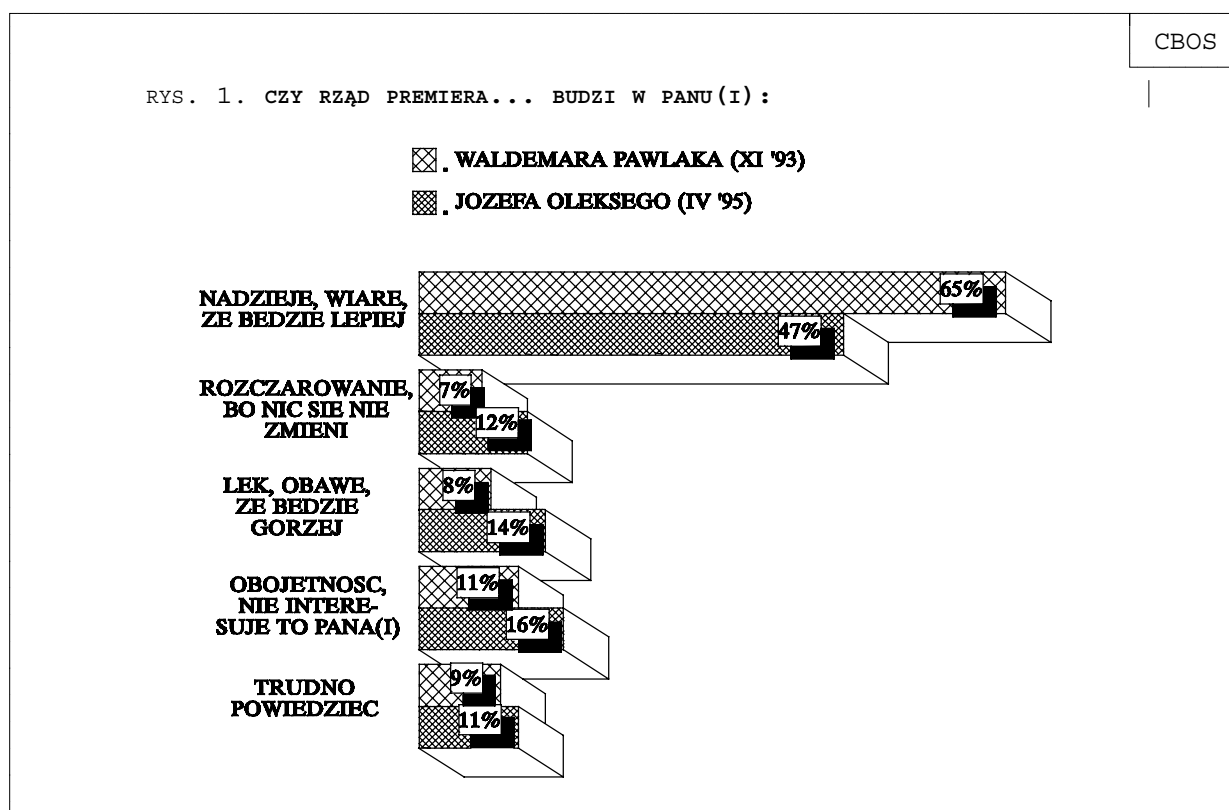 CBOS
RYS. 1. CZY RZĄD PREMIERA... BUDZI W PANU(I):
. WALDEMARA PAWLAKA (XI '93)
. JOZEFA OLEKSEGO (IV '95)
NADZIEJE, WIARE,
ZE BEDZIE LEPIEJ
65%
47%
ROZCZAROWANIE,
BO NIC SIE NIE
ZMIENI
7%
12%
LEK, OBAWE,
ZE BEDZIE
GORZEJ
8%
14%
OBOJETNOSC,
NIE INTERE-
SUJE TO PANA(I)
11%
16%
TRUDNO
POWIEDZIEC
9%
11%